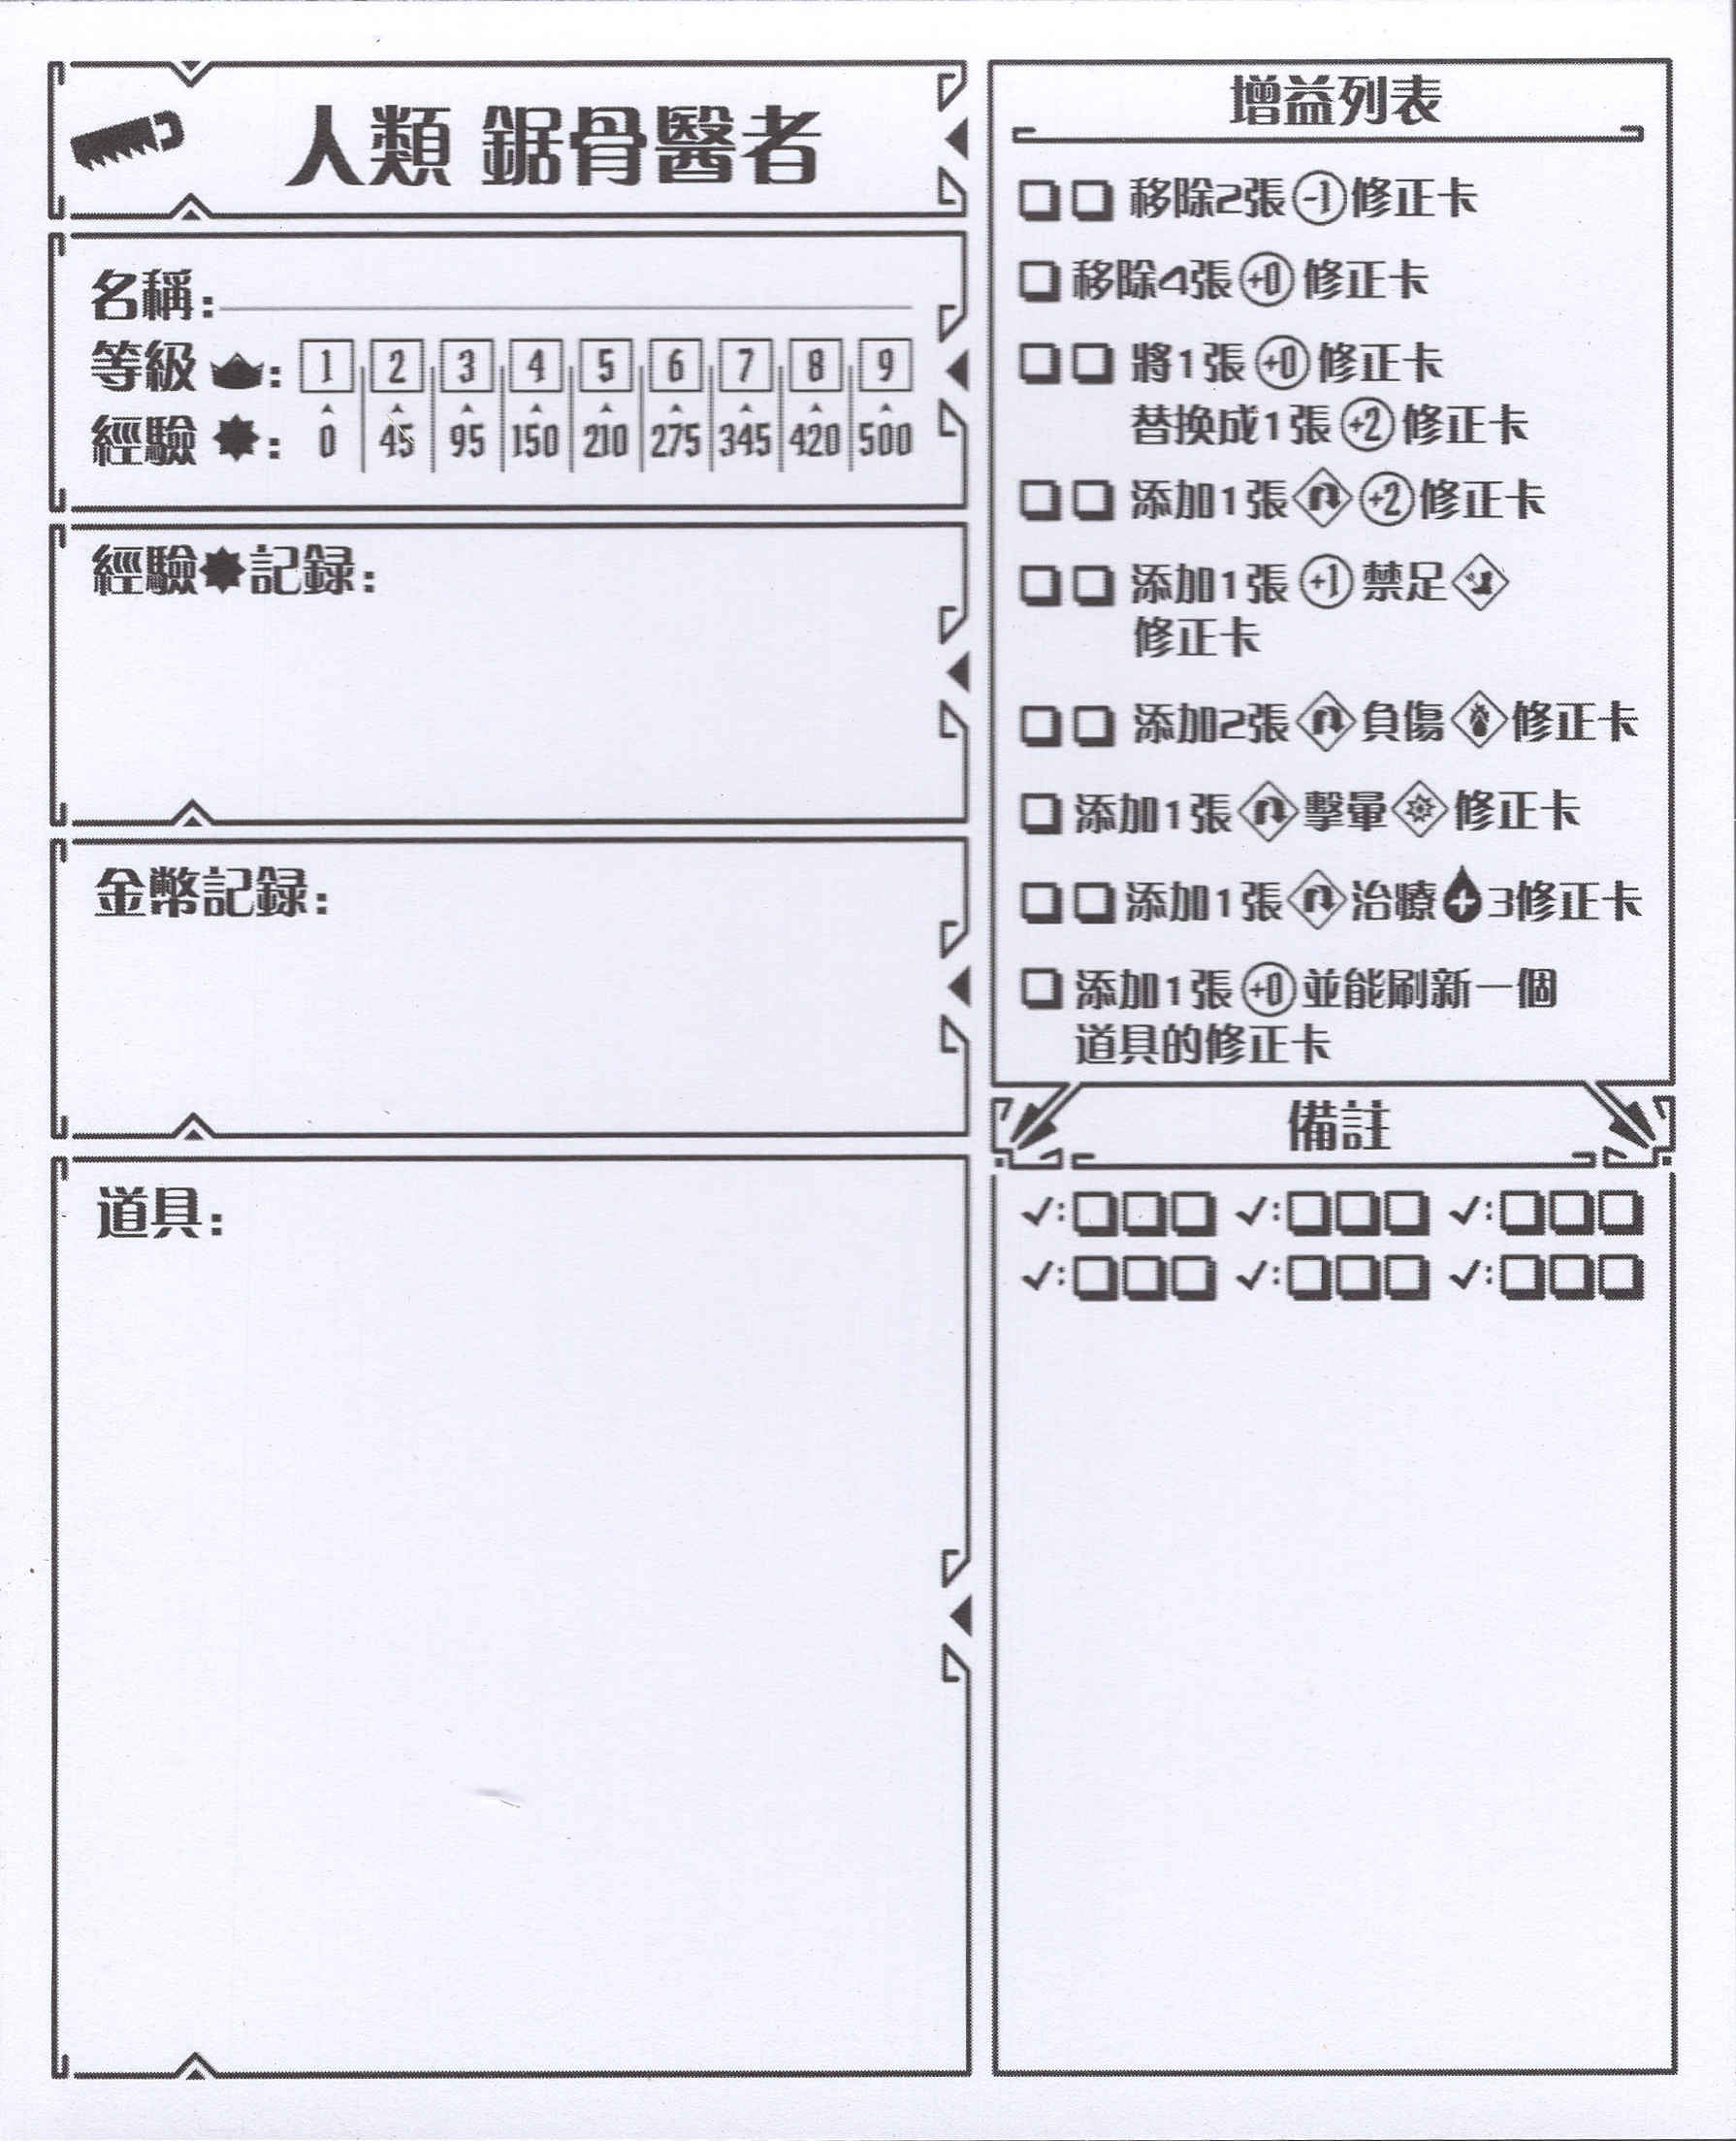 人類 鋸骨醫者
名稱:
等級 : 1 2 3 4 5 6 7 8 9
經驗 : 0 45 95 150 210 275 345 420 500
經驗 記録:
金幣記録:
道具:
增益列表
□□ 移除2張 -1 修正卡
□ 移除4張 +0 修正卡
□□ 將1張 +0 修正卡
替换成1張 +2 修正卡
□□ 添加1張 +2 修正卡
□□ 添加1張 +1 禁足
修正卡
□□ 添加2張 負傷 修正卡
□ 添加1張 擊暈 修正卡
□□ 添加1張 治療 3修正卡
□ 添加1張 +0 並能刷新一個
道具的修正卡
備註
✓:□□□ ✓:□□□ ✓:□□□
✓:□□□ ✓:□□□ ✓:□□□